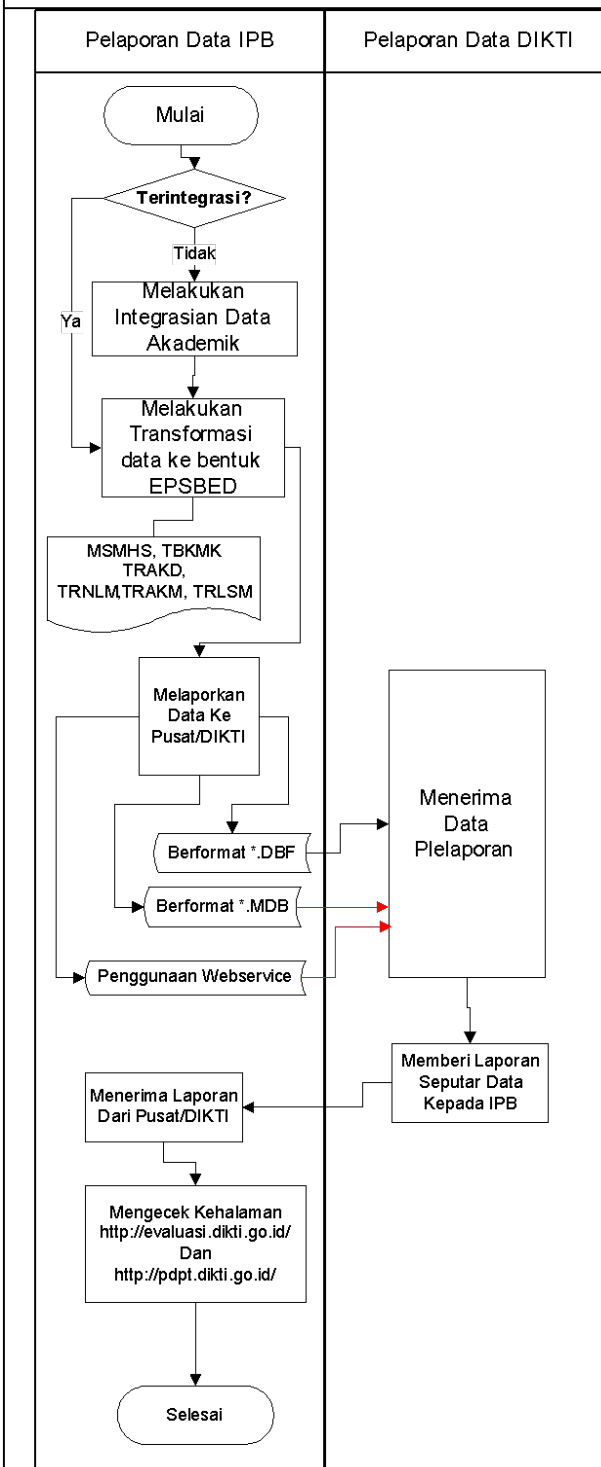 Pelaporan Data IPB
Pelaporan Data DIKTI
Mulai
Terintegrasi?
Tidak
Ya
Melakukan
Integrasian Data
Akademik
Melakukan
Transformasi
data ke bentuk
EPSBED
MSMHS, TBKMK
TRAKD,
TRNLM,TRAKM, TRLSM
Melaporkan
Data Ke
Pusat/DIKTI
Menerima
Data
Plelaporan
Berformat *.DBF
Berformat *.MDB
Penggunaan Webservice
Memberi Laporan
Seputar Data
Kepada IPB
Menerima Laporan
Dari Pusat/DIKTI
Mengecek Kehalaman
http://evaluasi.dikti.go.id/
Dan
http://pdpt.dikti.go.id/
Selesai